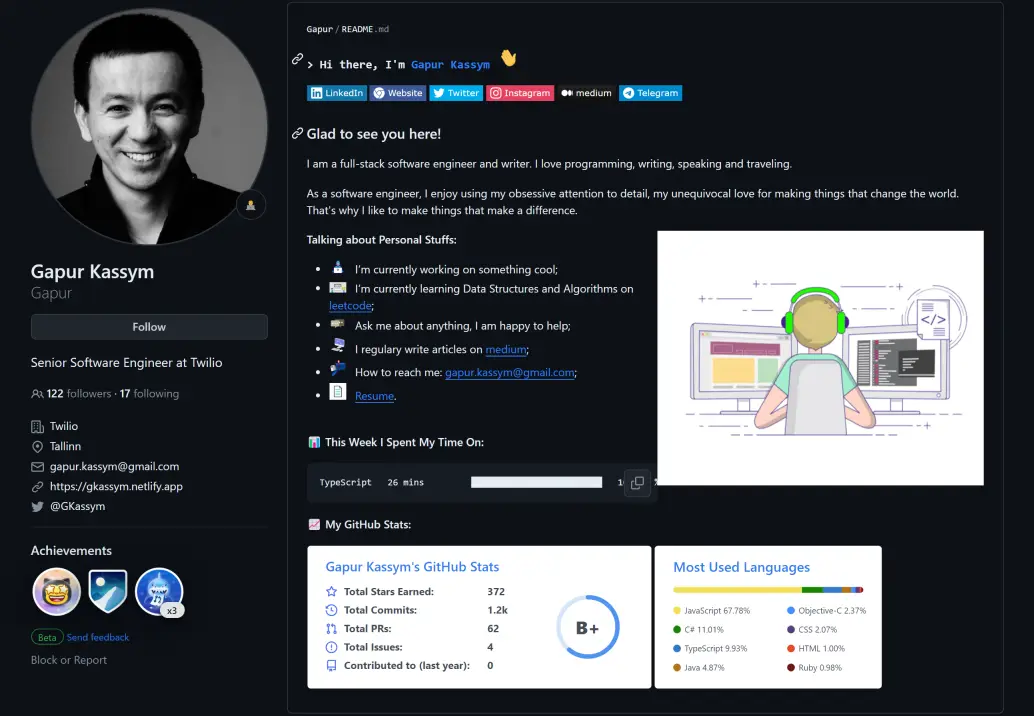 Gapur Kassym
Gapur
Follow
Senior Software Engineer at Twilio
122 followers · 17 following
Twilio
Tallinn
gapur.kassym@gmail.com
https://gkassym.netlify.app
@GKassym
Achievements
x3
Beta Send feedback
Block or Report
Gapur / README.md
> Hi there, I'm Gapur Kassym
LinkedIn Website Twitter Instagram medium Telegram
Glad to see you here!
I am a full-stack software engineer and writer. I love programming, writing, speaking and traveling.
As a software engineer, I enjoy using my obsessive attention to detail, my unequivocal love for making things that change the world.
That's why I like to make things that make a difference.
Talking about Personal Stuffs:
I'm currently working on something cool;
I'm currently learning Data Structures and Algorithms on
leetcode;
Ask me about anything, I am happy to help;
I regulary write articles on medium;
How to reach me: gapur.kassym@gmail.com;
Resume.
</>
This Week I Spent My Time On:
TypeScript 26 mins
My GitHub Stats:
Gapur Kassym's GitHub Stats
Total Stars Earned: 372
Total Commits: 1.2k
Total PRs: 62
Total Issues: 4
Contributed to (last year): 0
B+
Most Used Languages
JavaScript 67.78% Objective-C 2.37%
C# 11.01% CSS 2.07%
TypeScript 9.93% HTML 1.00%
Java 4.87% Ruby 0.98%